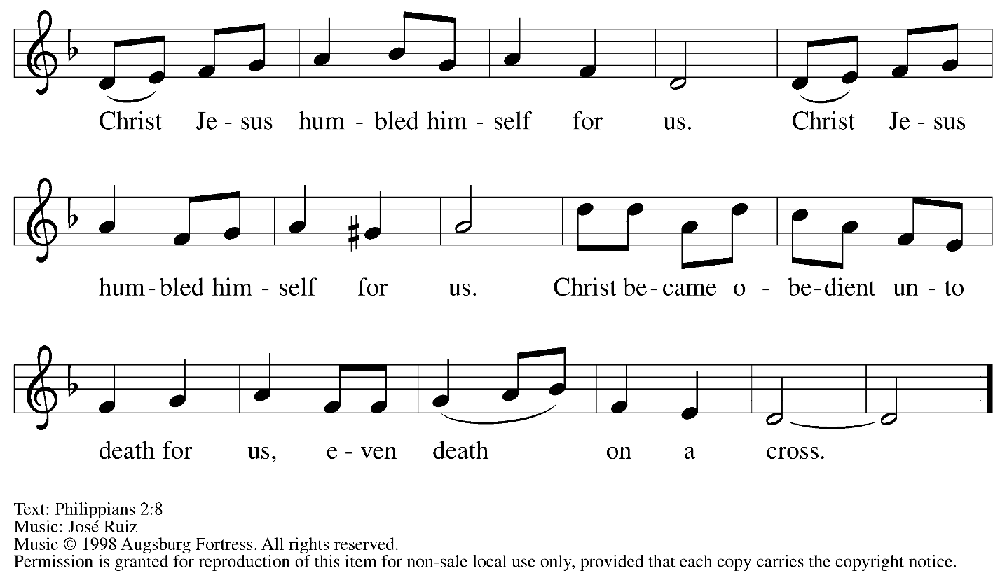 Christ Je - sus hum - bled him - self for us. Christ Je - sus
hum - bled him - self for us. Christ be - came o - be - dient un - to
death for us, e - ven death on a cross.
Text: Philippians 2:8
Music: José Ruiz
Music © 1998 Augsburg Fortress. All rights reserved.
Permission is granted for reproduction of this item for non-sale local use only, provided that each copy carries the copyright notice.